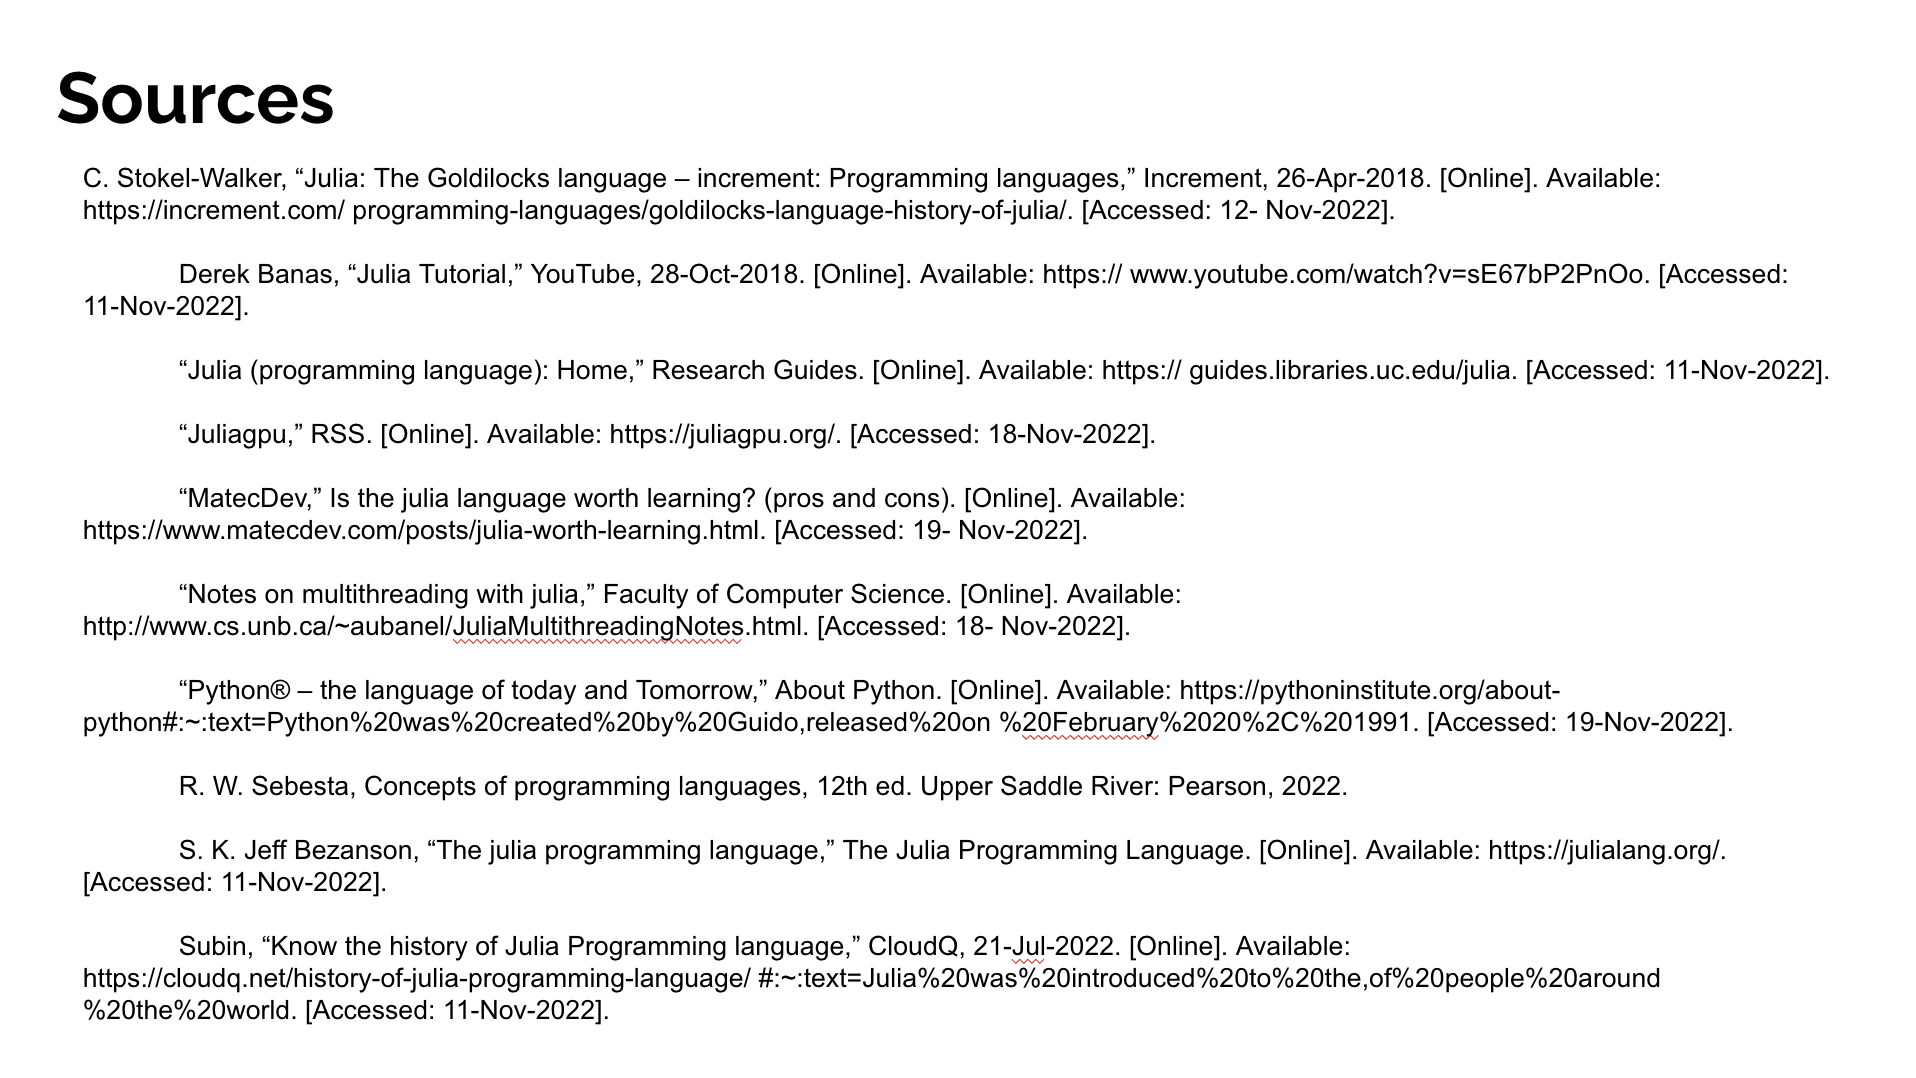 Sources
C. Stokel-Walker, “Julia: The Goldilocks language – increment: Programming languages,” Increment, 26-Apr-2018. [Online]. Available:
https://increment.com/ programming-languages/goldilocks-language-history-of-julia/. [Accessed: 12- Nov-2022].
Derek Banas, “Julia Tutorial,” YouTube, 28-Oct-2018. [Online]. Available: https:// www.youtube.com/watch?v=sE67bP2PnOo. [Accessed:
11-Nov-2022].
“Julia (programming language): Home,” Research Guides. [Online]. Available: https:// guides.libraries.uc.edu/julia. [Accessed: 11-Nov-2022].
“Juliagpu,” RSS. [Online]. Available: https://juliagpu.org/. [Accessed: 18-Nov-2022].
“MatecDev,” Is the julia language worth learning? (pros and cons). [Online]. Available:
https://www.matecdev.com/posts/julia-worth-learning.html. [Accessed: 19- Nov-2022].
“Notes on multithreading with julia,” Faculty of Computer Science. [Online]. Available:
http://www.cs.unb.ca/~aubanel/JuliaMultithreadingNotes.html. [Accessed: 18- Nov-2022].
“Python® – the language of today and Tomorrow,” About Python. [Online]. Available: https://pythoninstitute.org/about-
python#:~:text=Python%20was%20created%20by%20Guido,released%20on %20February%2020%2C%201991. [Accessed: 19-Nov-2022].
R. W. Sebesta, Concepts of programming languages, 12th ed. Upper Saddle River: Pearson, 2022.
S. K. Jeff Bezanson, “The julia programming language,” The Julia Programming Language. [Online]. Available: https://julialang.org/.
[Accessed: 11-Nov-2022].
Subin, “Know the history of Julia Programming language,” CloudQ, 21-Jul-2022. [Online]. Available:
https://cloudq.net/history-of-julia-programming-language/ #:~:text=Julia%20was%20introduced%20to%20the,of%20people%20around
%20the%20world. [Accessed: 11-Nov-2022].